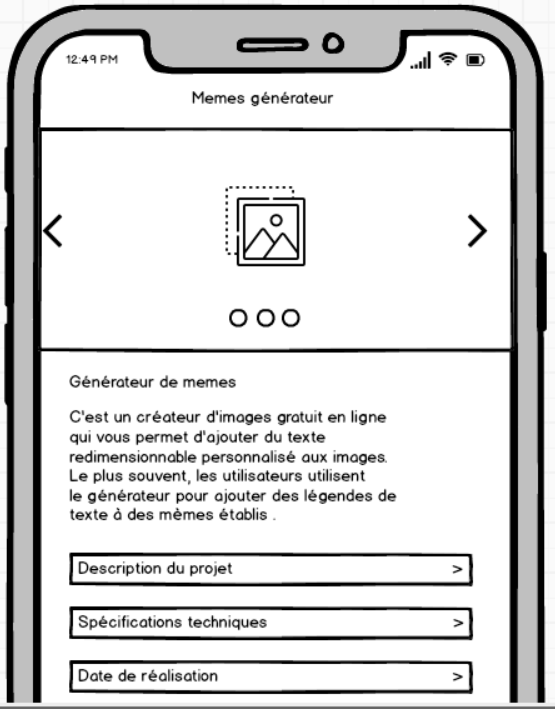 12:49 PM
Memes générateur
Générateur de memes
C'est un créateur d'images gratuit en ligne
qui vous permet d'ajouter du texte
redimensionnable personnalisé aux images.
Le plus souvent, les utilisateurs utilisent
le générateur pour ajouter des légendes de
texte à des mèmes établis .
Description du projet >
Spécifications techniques >
Date de réalisation >